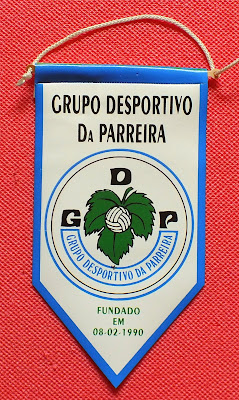 GRUPO DESPORTIVO
DA PARREIRA
D
G P
GRUPO DESPORTIVO DA PARREIRA
FUNDADO
EM
08-02-1990